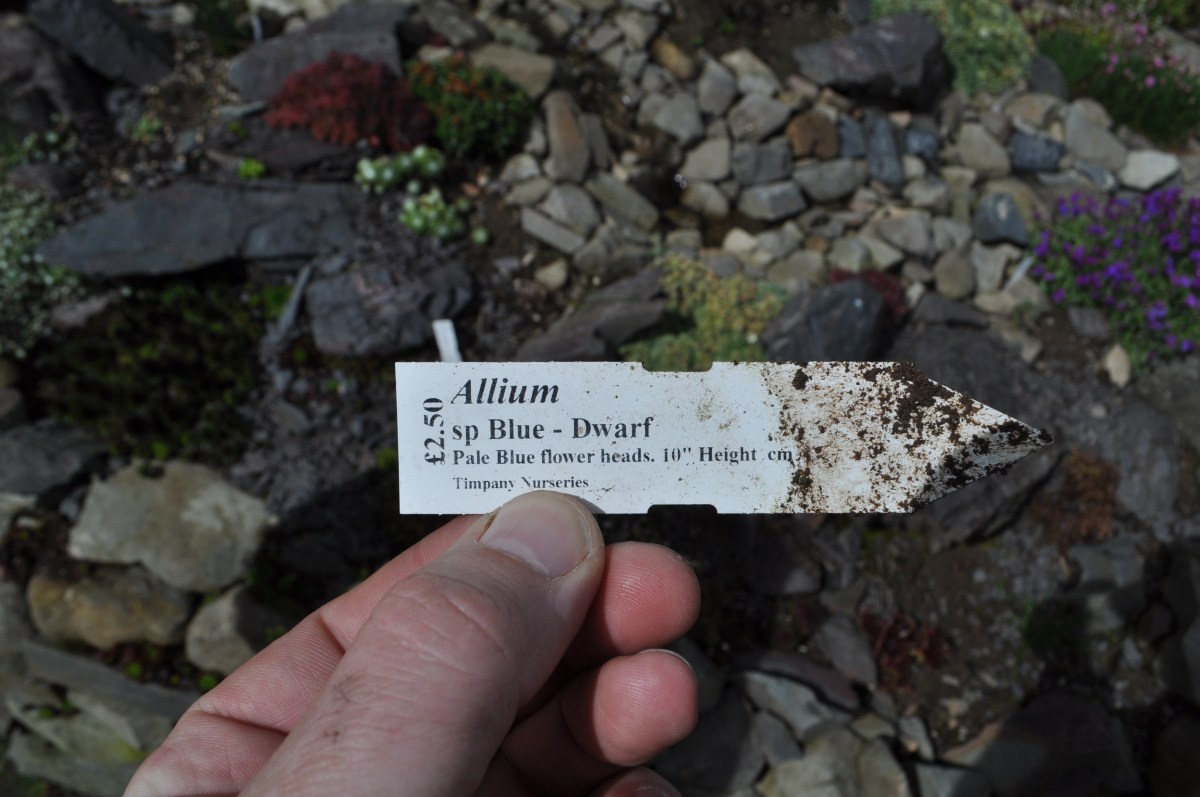 £2.50
Allium
sp Blue - Dwarf
Pale Blue flower heads. 10" Height cm
Timpany Nurseries